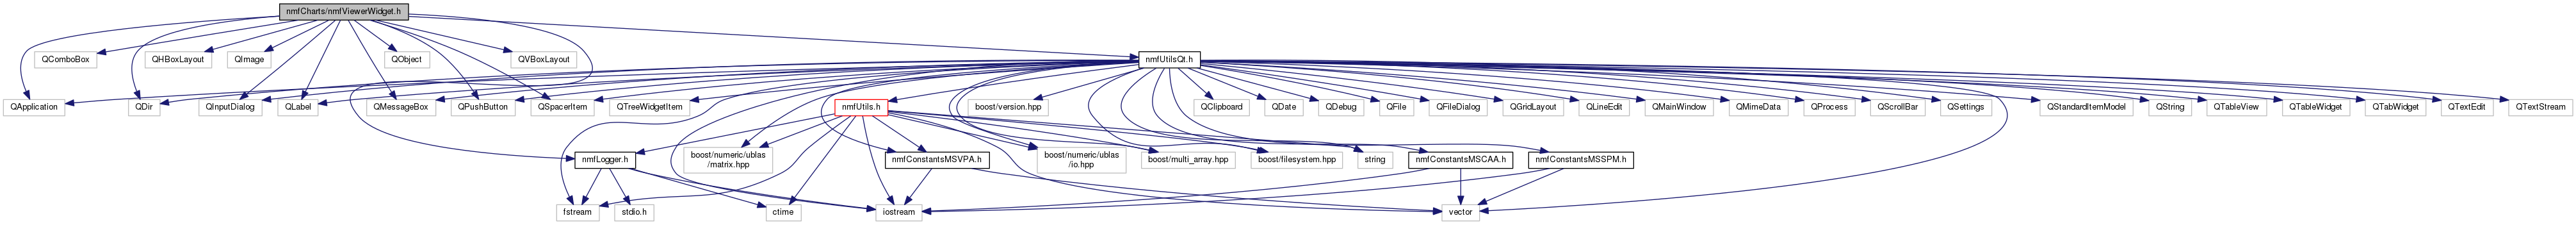 nmfCharts/nmfViewerWidget.h
QComboBox
QHBoxLayout
QImage
QObject
QVBoxLayout
nmfUtilsQt.h
QApplication
QDir
QInputDialog
QLabel
QMessageBox
QPushButton
QSpacerItem
QTreeWidgetItem
nmfUtils.h
boost/version.hpp
QClipboard
QDate
QDebug
QFile
QFileDialog
QGridLayout
QLineEdit
QMainWindow
QMimeData
QProcess
QScrollBar
QSettings
QStandardItemModel
QString
QTableView
QTableWidget
QTabWidget
QTextEdit
QTextStream
nmfLogger.h
boost/numeric/ublas
/matrix.hpp
nmfConstantsMSVPA.h
boost/numeric/ublas
/io.hpp
boost/multi_array.hpp
boost/filesystem.hpp
string
nmfConstantsMSCAA.h
nmfConstantsMSSPM.h
fstream
stdio.h
ctime
iostream
vector